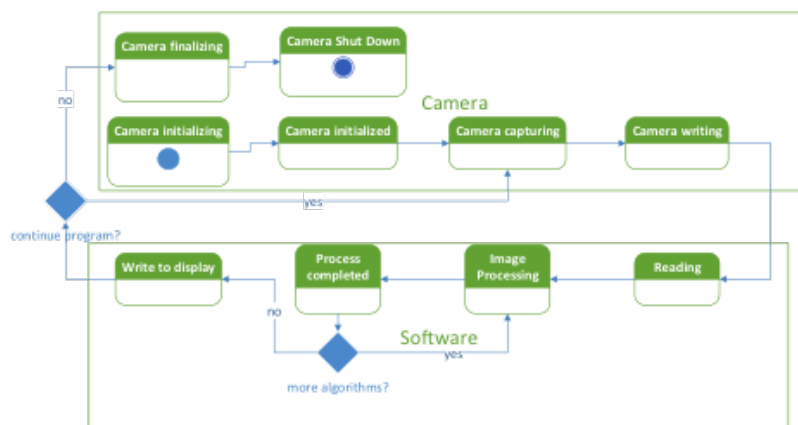 Camera finalizing
Camera Shut Down
no
Camera
Camera initializing
Camera initialized
Camera capturing
Camera writing
yes
continue program?
Write to display
Process
completed
Image
Processing
Reading
no
Software
yes
more algorithms?